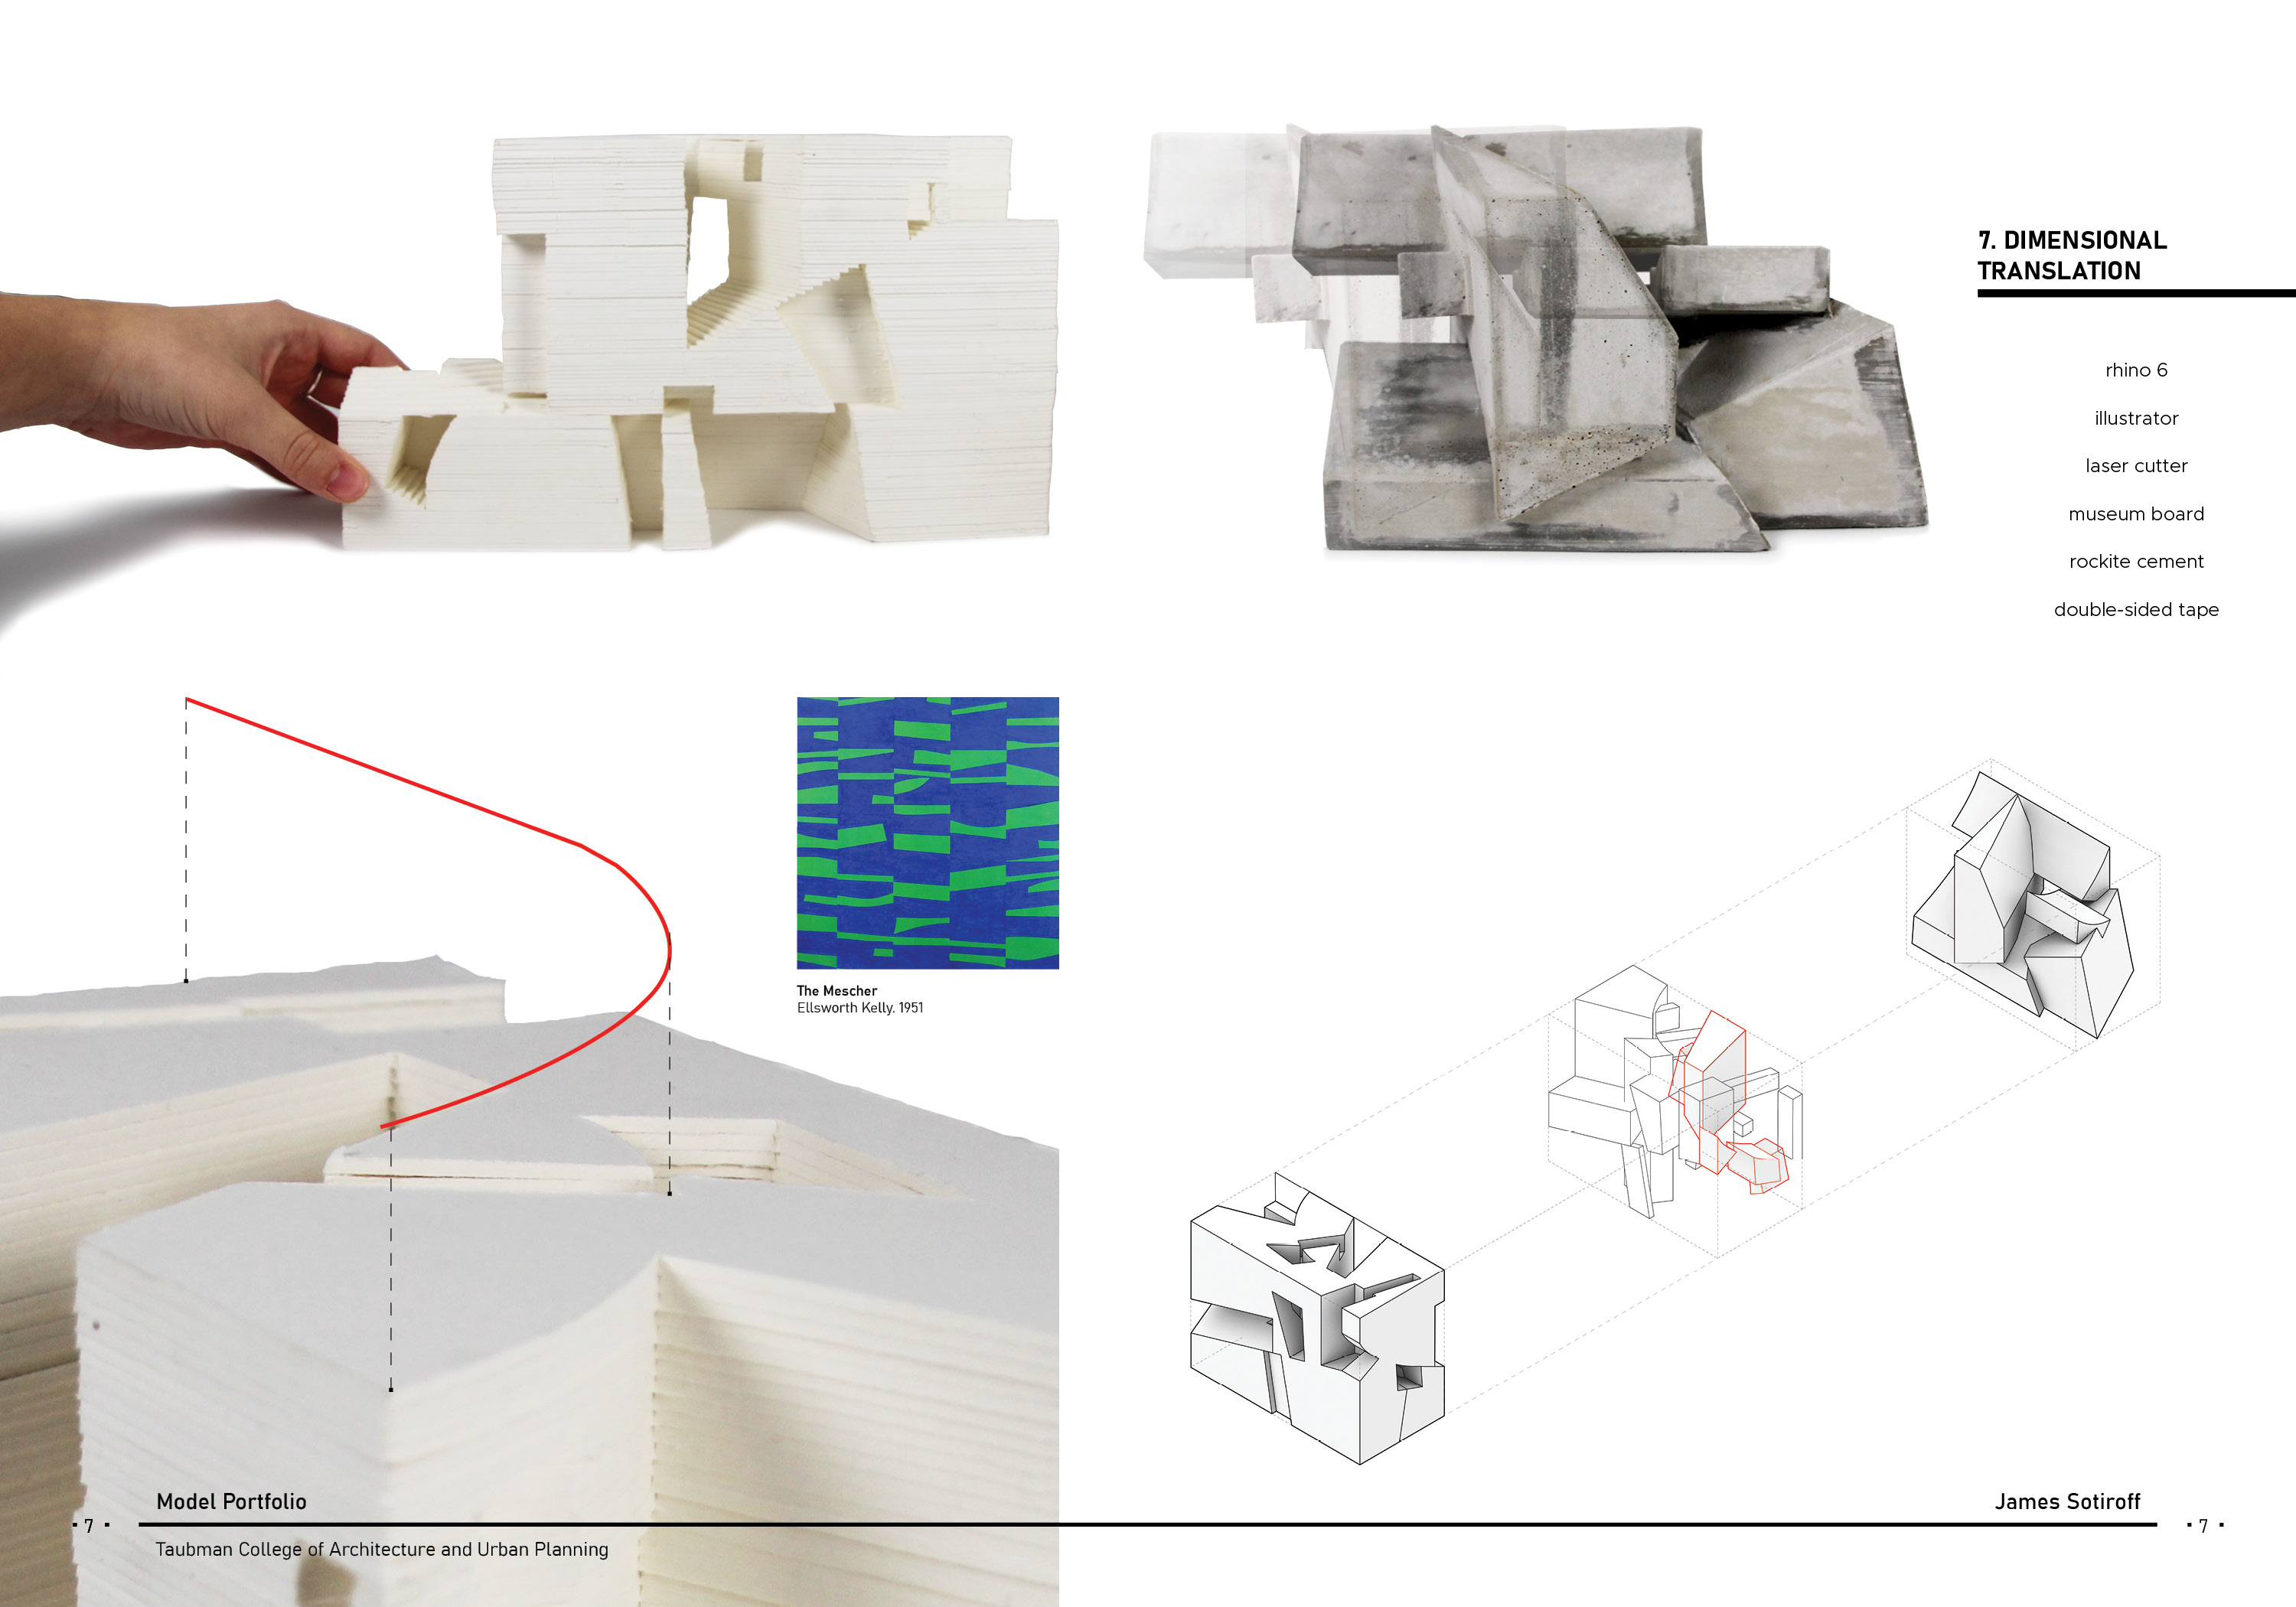 7. DIMENSIONAL
TRANSLATION
rhino 6
illustrator
laser cutter
museum board
rockite cement
double-sided tape
The Mescher
Ellsworth Kelly. 1951
Model Portfolio
· 7 ·
Taubman College of Architecture and Urban Planning
James Sotiroff
· 7 ·